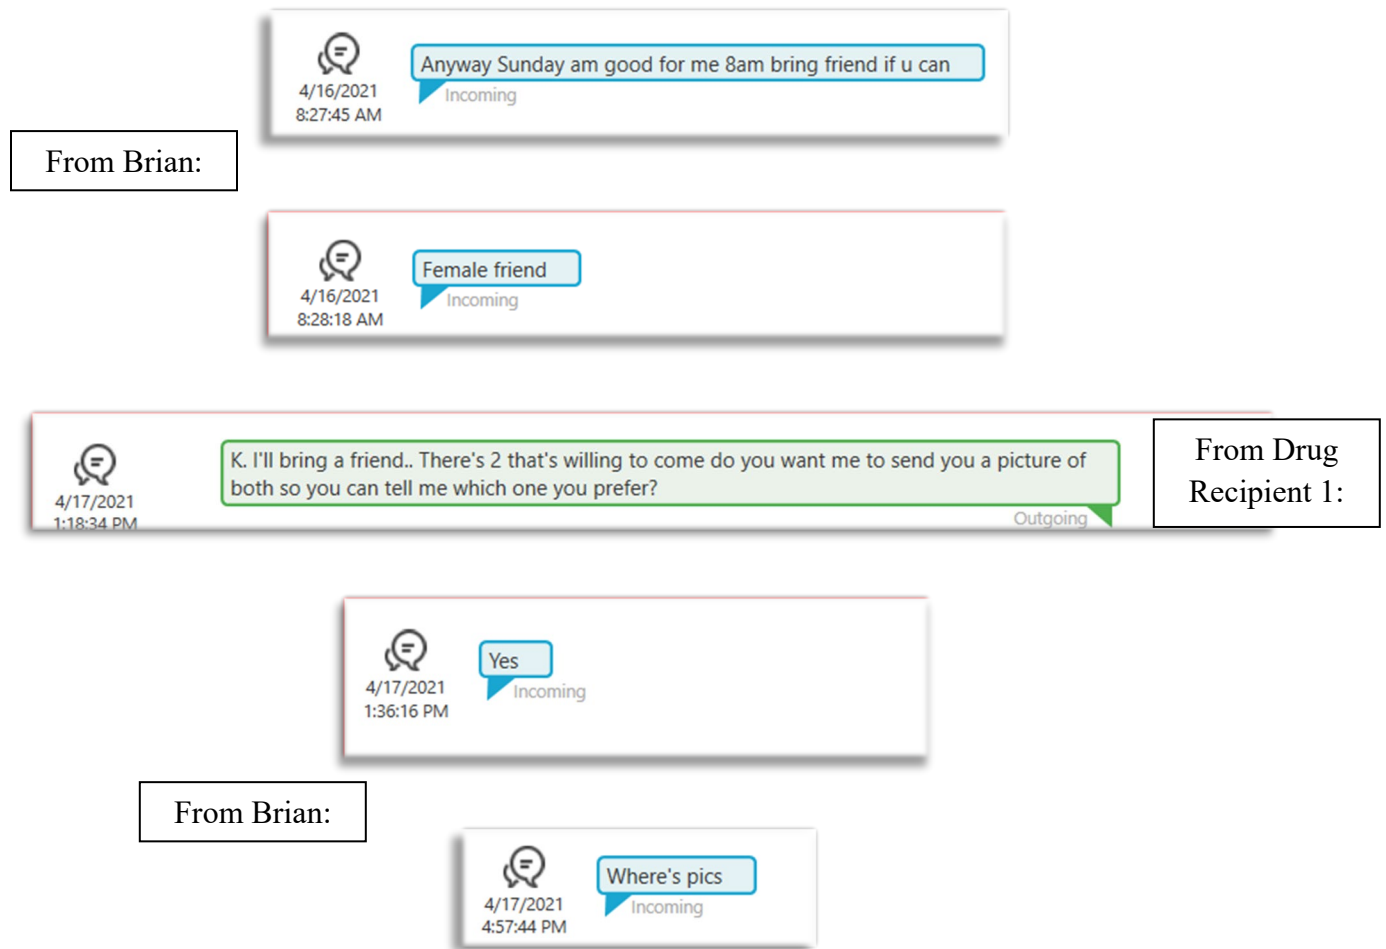 Anyway Sunday am good for me 8am bring friend if u can
4/16/2021
Incoming
8:27:45 AM
From Brian:
Female friend
4/16/2021
Incoming
8:28:18 AM
From Drug
Recipient 1:
K. I'll bring a friend.. There's 2 that's willing to come do you want me to send you a picture of
both so you can tell me which one you prefer?
4/17/2021
1:18:34 PM
Outgoing
Yes
4/17/2021
Incoming
1:36:16 PM
From Brian:
Where's pics
4/17/2021
Incoming
4:57:44 PM